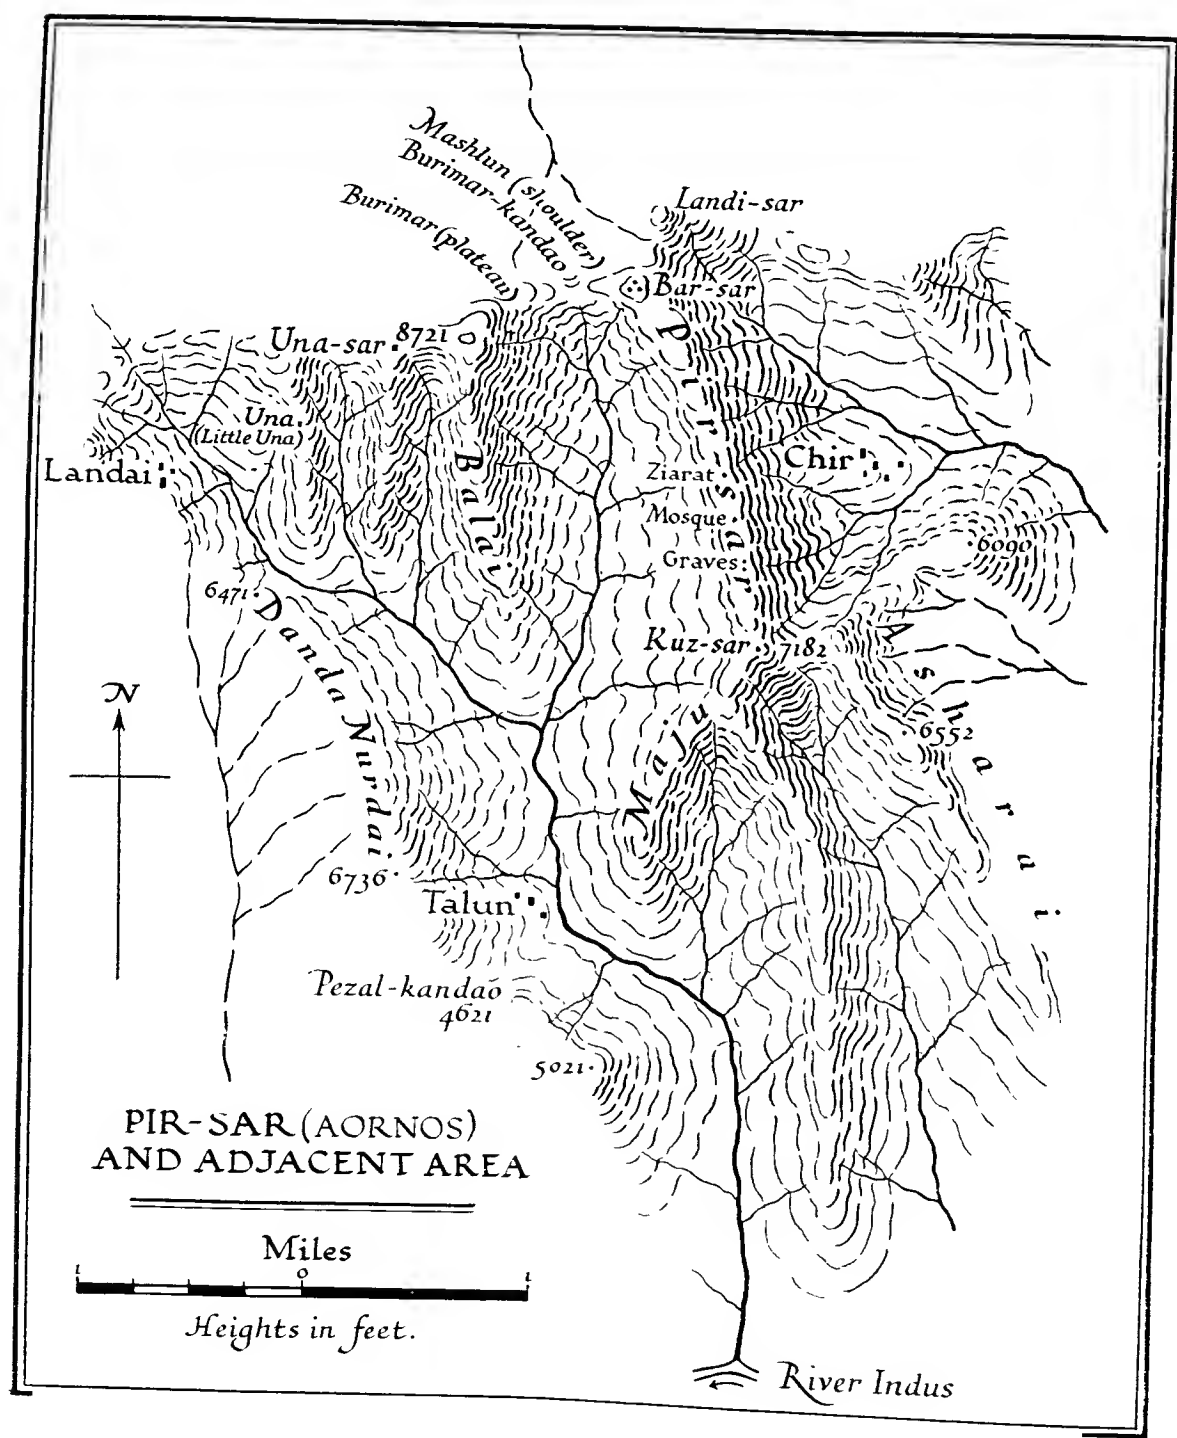 Mashlun (shoulder)
Burimar-kandao
Burimar (plateau)
Landi-sar
Bar-sar
Una-sar 8721
Una
(Little Una)
Landai
Pir-sar
Balai
Chir
Ziarat
Mosque
Graves
6090
6471
Danda Nurdai
Kuz-sar 7182
Asharai
N
Maju
6552
6736
Talun
Pezal-kandao
4621
5021
PIR-SAR (AORNOS)
AND ADJACENT AREA
Miles
1 0 1
Heights in feet.
River Indus